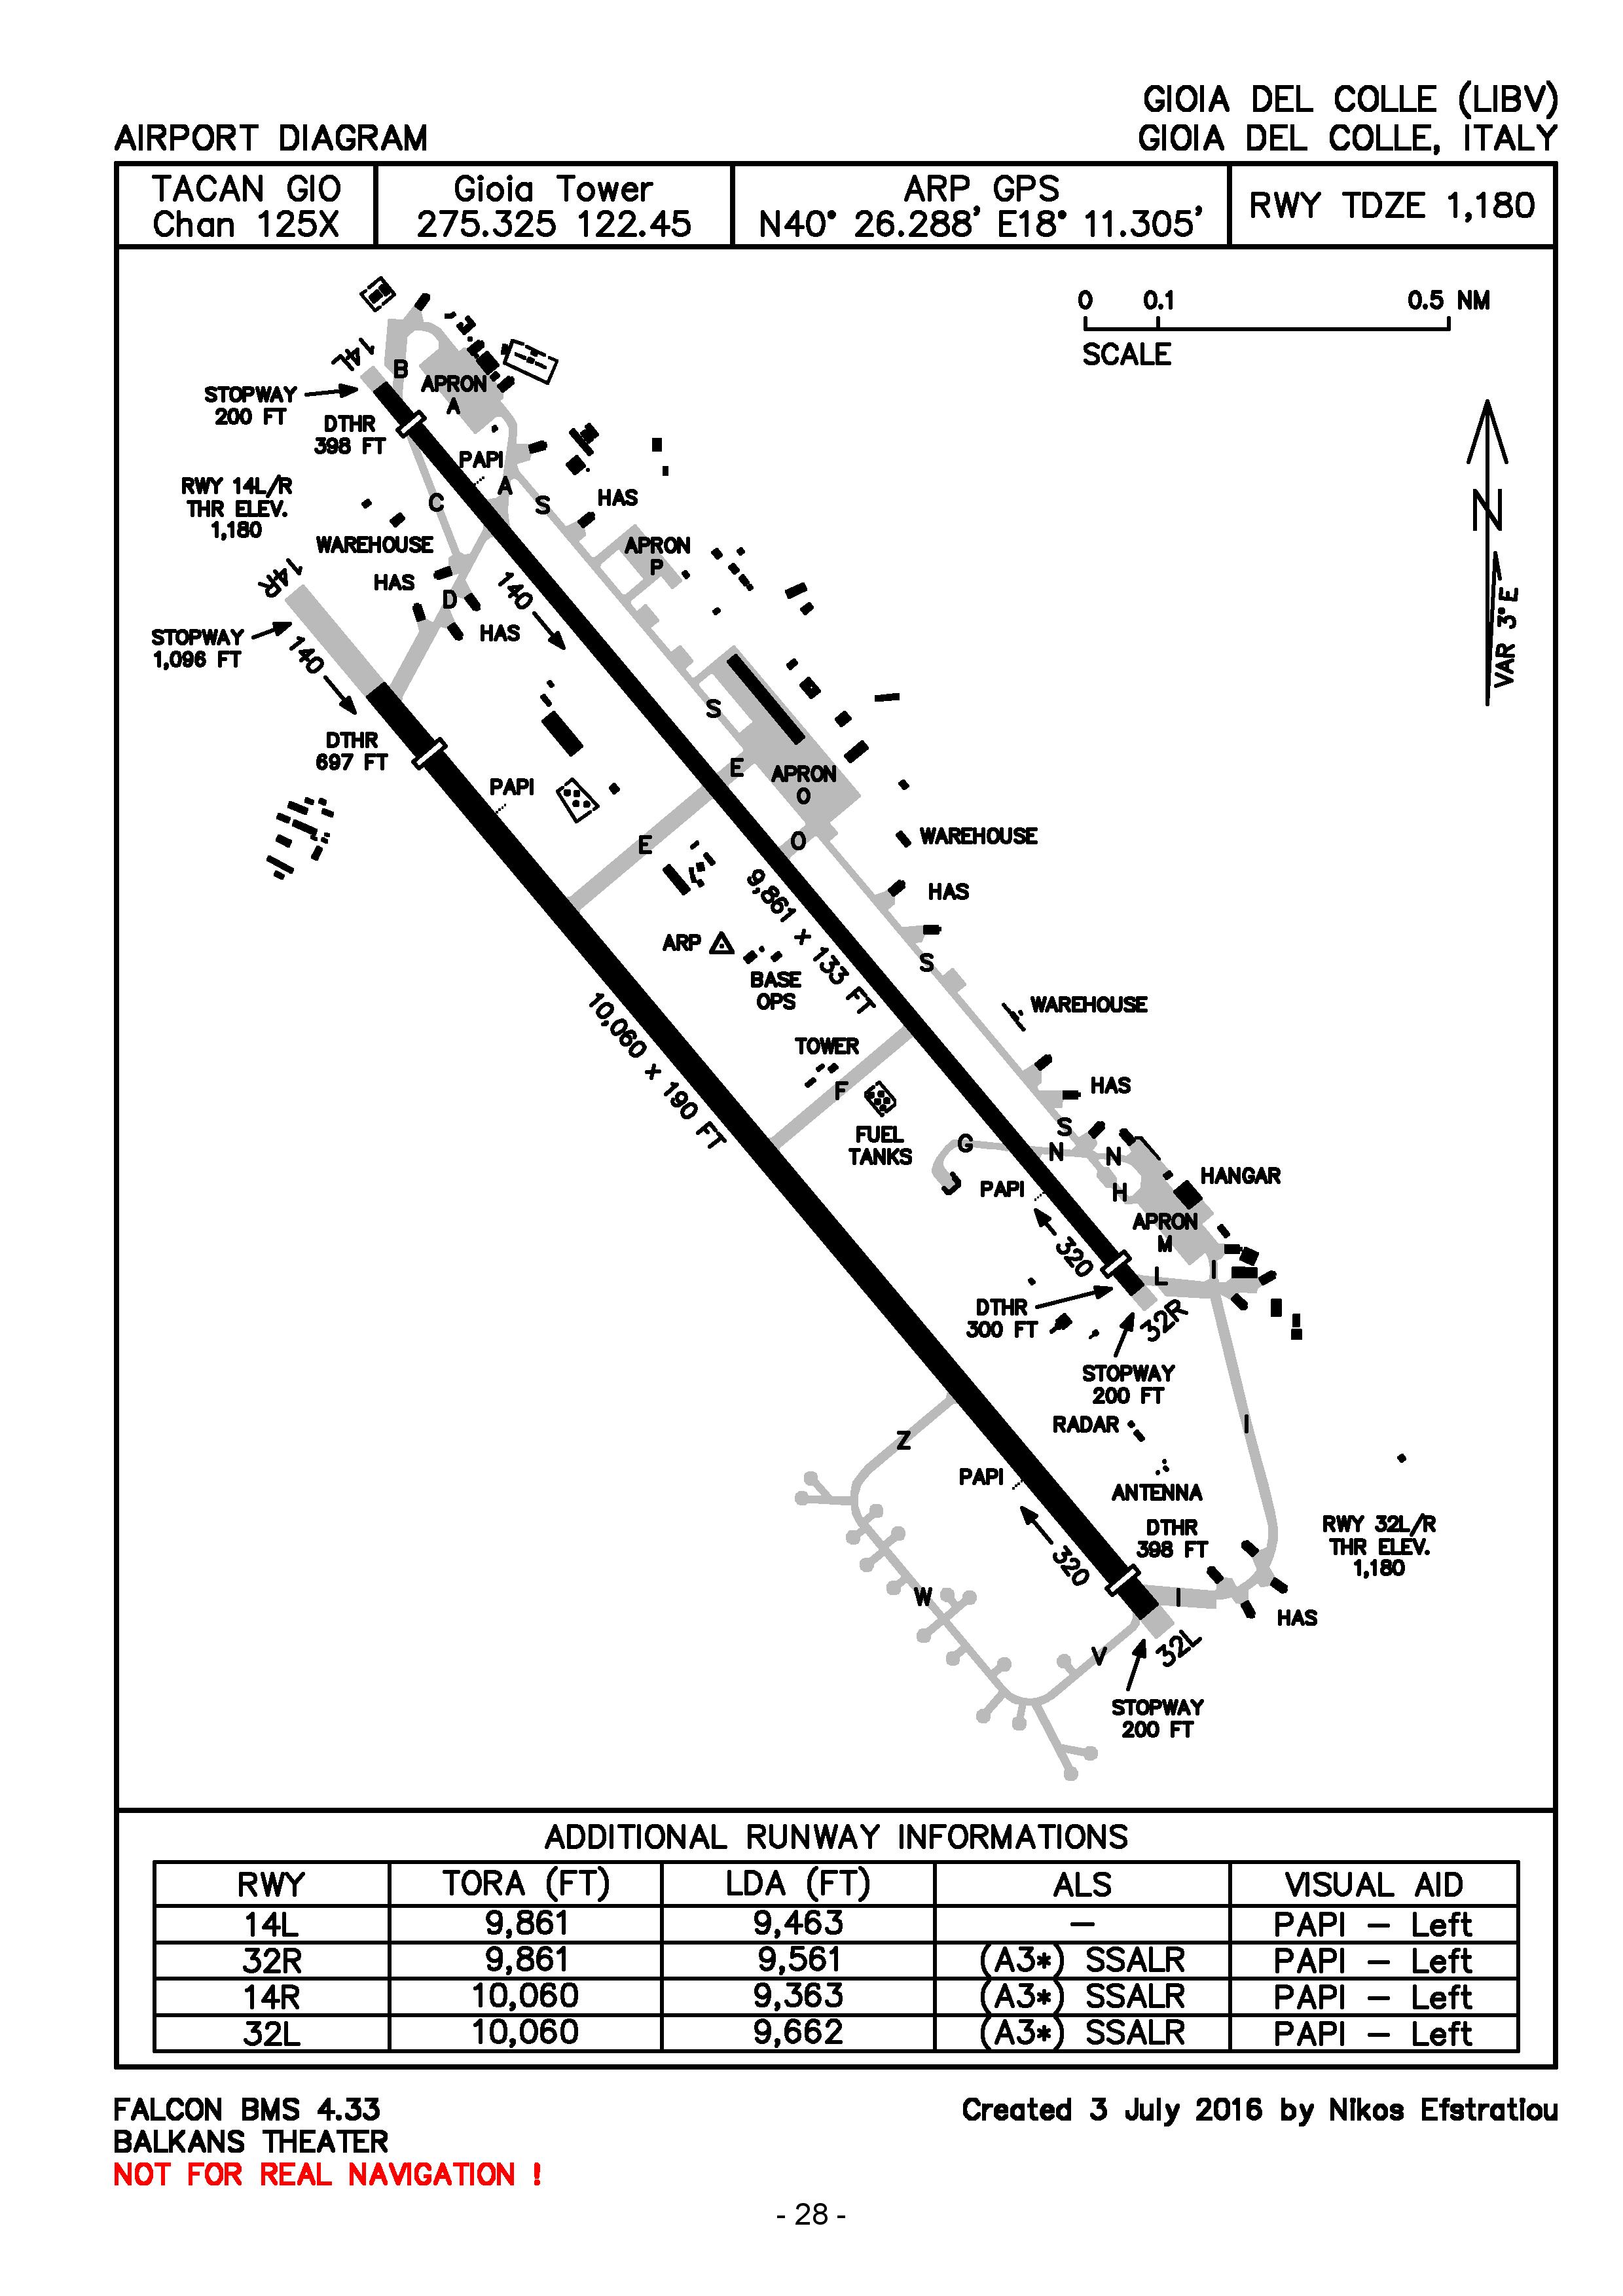 GIOIA DEL COLLE (LIBV)
AIRPORT DIAGRAM
GIOIA DEL COLLE, ITALY
TACAN GIO
Chan 125X
Gioia Tower
275.325 122.45
ARP GPS
N40° 26.288' E18° 11.305'
RWY TDZE 1,180
0 0.1 0.5 NM
SCALE
N
VAR 3°E
14L
B
APRON
A
STOPWAY
200 FT
DTHR
398 FT
PAPI
RWY 14L/R
THR ELEV.
1,180
C
A
S
HAS
WAREHOUSE
APRON
P
HAS
D
140
HAS
14R
STOPWAY
1,096 FT
140
DTHR
697 FT
S
PAPI
E
APRON
O
E
O
WAREHOUSE
9,861 × 133 FT
HAS
ARP
BASE
OPS
S
10,060 × 190 FT
WAREHOUSE
TOWER
F
FUEL
TANKS
HAS
S
G
N
N
HANGAR
PAPI
H
APRON
M
320
L
I
DTHR
300 FT
32R
STOPWAY
200 FT
RADAR
I
Z
PAPI
ANTENNA
DTHR
398 FT
RWY 32L/R
THR ELEV.
1,180
320
W
I
HAS
V
32L
STOPWAY
200 FT
ADDITIONAL RUNWAY INFORMATIONS
RWY TORA (FT) LDA (FT) ALS VISUAL AID
14L 9,861 9,463 – PAPI – Left
32R 9,861 9,561 (A3*) SSALR PAPI – Left
14R 10,060 9,363 (A3*) SSALR PAPI – Left
32L 10,060 9,662 (A3*) SSALR PAPI – Left
FALCON BMS 4.33
Created 3 July 2016 by Nikos Efstratiou
BALKANS THEATER
NOT FOR REAL NAVIGATION !
- 28 -